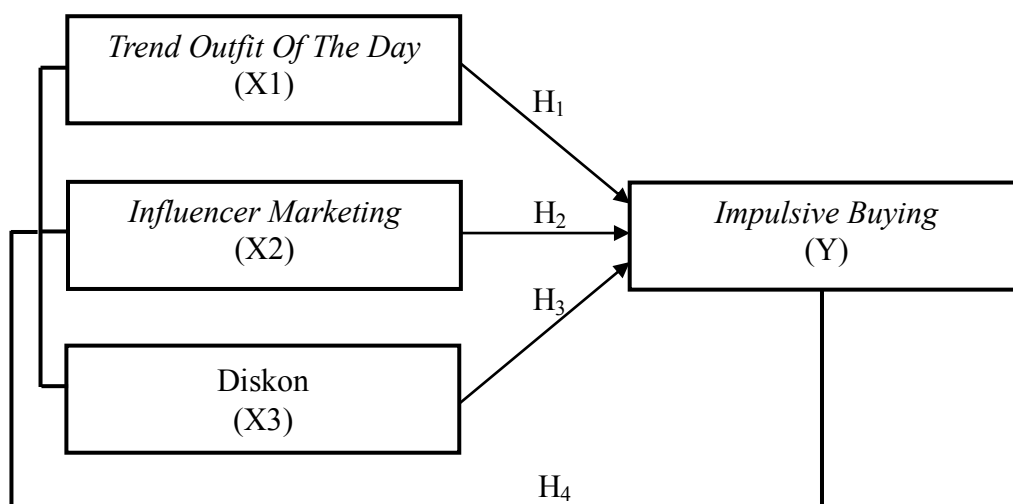 Trend Outfit Of The Day
(X1)
H₁
Influencer Marketing
(X2)
H₂
Impulsive Buying
(Y)
H₃
Diskon
(X3)
H₄